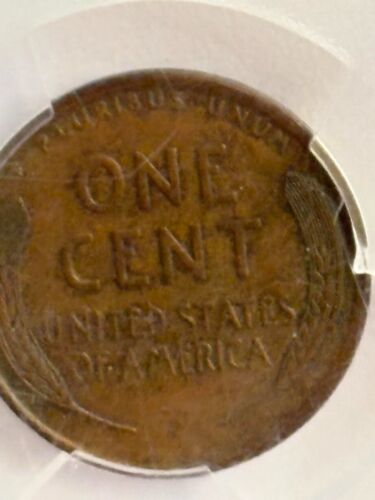 E PLURIBUS UNUM
ONE
CENT
UNITED STATES
OF AMERICA